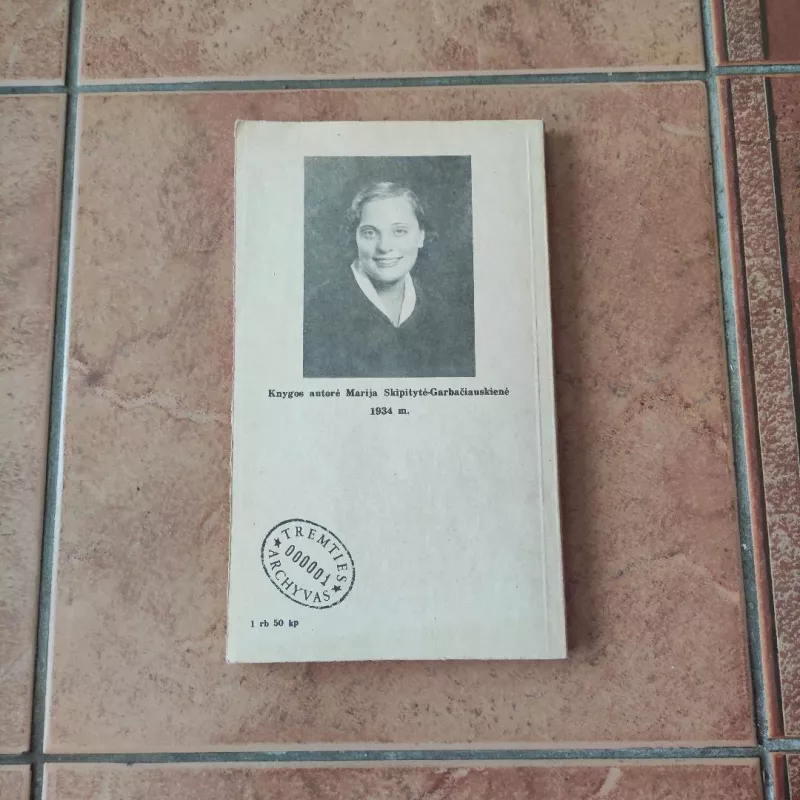 Knygos autorė Marija Skipitytė-Garbačiauskienė
1934 m.
★ TREMTIES ★
000001
ARCHYVAS
1 rb 50 kp